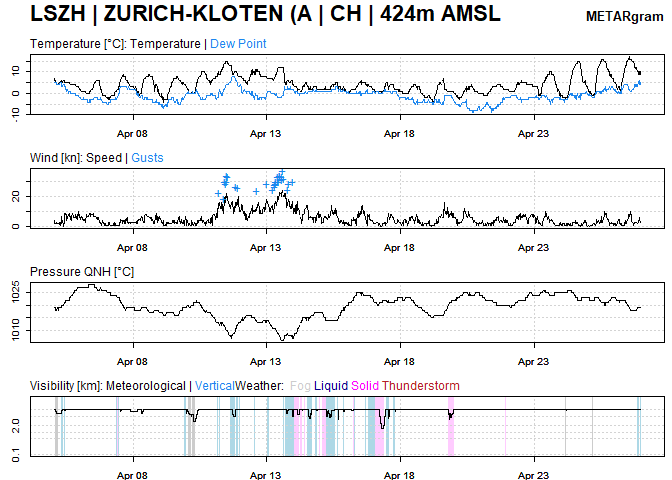 LSZH | ZURICH-KLOTEN (A | CH | 424m AMSL
METARgram
Temperature [°C]: Temperature | Dew Point
10
0
-10
Apr 08 Apr 13 Apr 18 Apr 23
Wind [kn]: Speed | Gusts
20
0
Apr 08 Apr 13 Apr 18 Apr 23
Pressure QNH [°C]
1025
1010
Apr 08 Apr 13 Apr 18 Apr 23
Visibility [km]: Meteorological | VerticalWeather: Fog Liquid Solid Thunderstorm
2.0
0.1
Apr 08 Apr 13 Apr 18 Apr 23